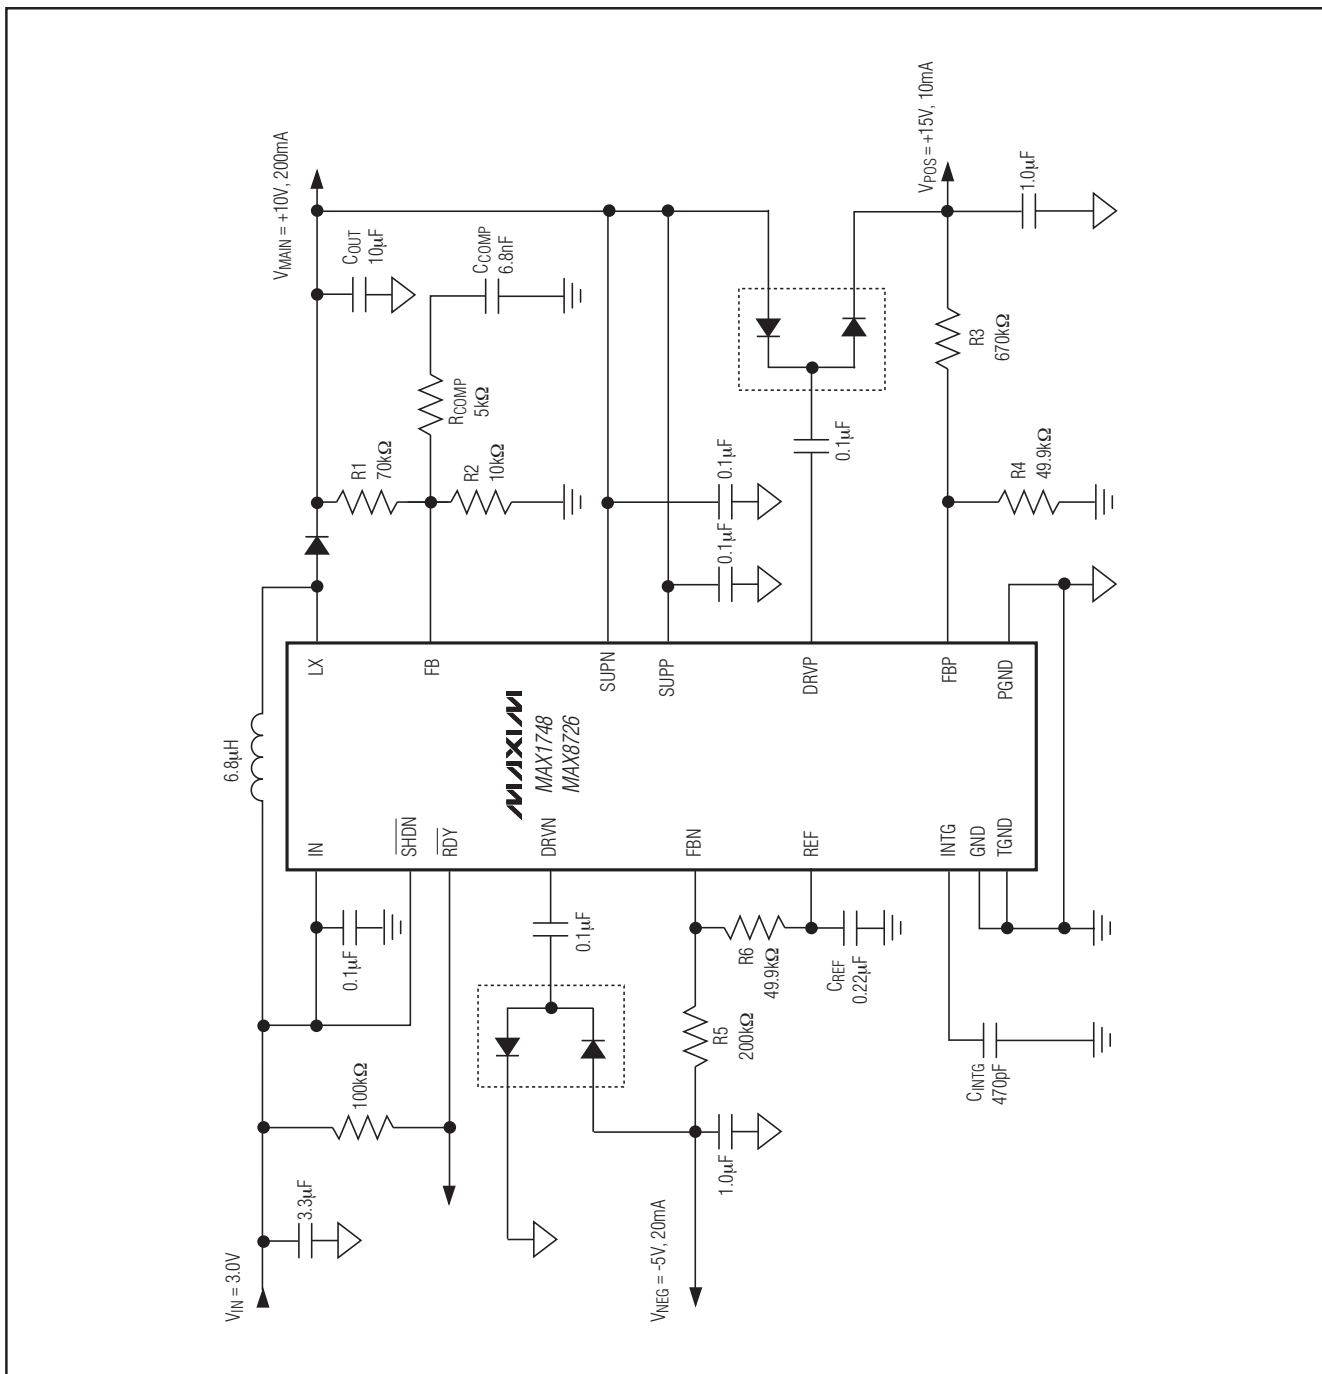 VIN = 3.0V
3.3μF
100kΩ
6.8μH
0.1μF
IN
SHDN
RDY
LX
VMAIN = +10V, 200mA
COUT
10μF
R1
70kΩ
RCOMP
5kΩ
CCOMP
6.8nF
R2
10kΩ
FB
MAXIM
MAX1748
MAX8726
DRVN
0.1μF
SUPN
SUPP
0.1μF
0.1μF
DRVP
0.1μF
FBN
REF
R6
49.9kΩ
CREF
0.22μF
R5
200kΩ
1.0μF
VNEG = -5V, 20mA
INTG
GND
TGND
CINTG
470pF
FBP
PGND
R3
670kΩ
R4
49.9kΩ
VPOS = +15V, 10mA
1.0μF